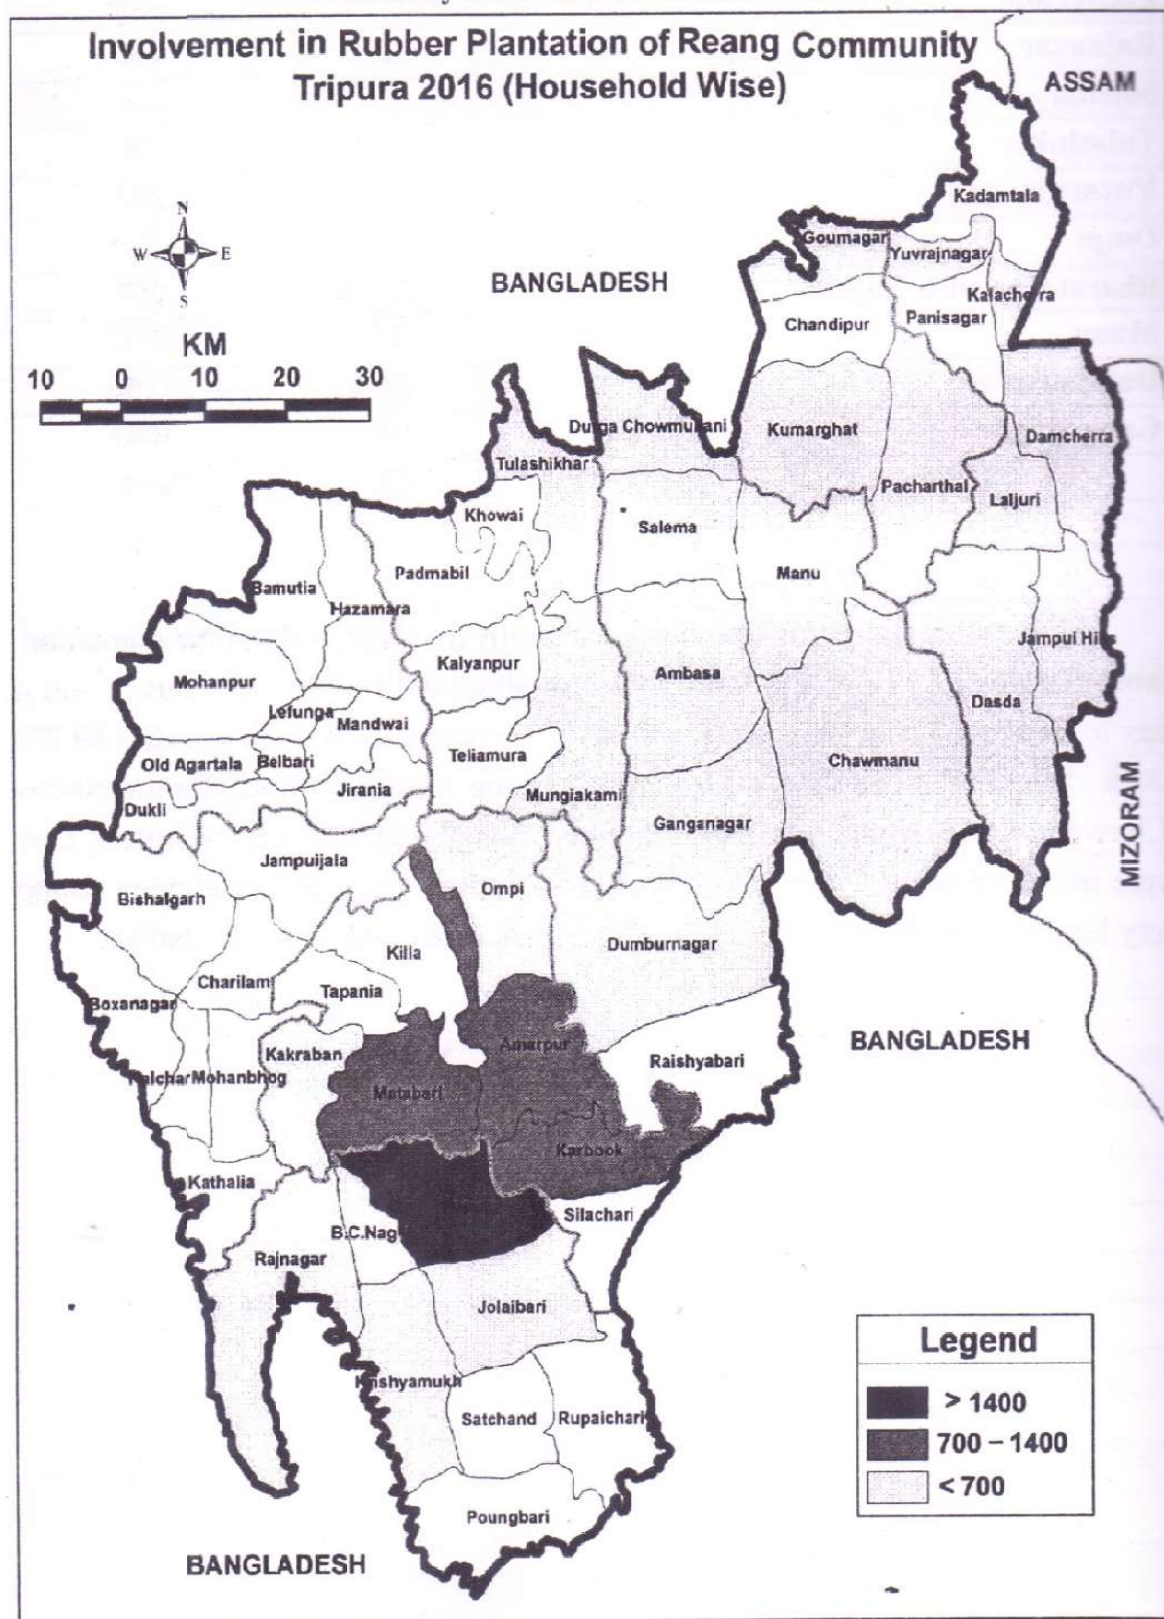 Involvement in Rubber Plantation of Reang Community
Tripura 2016 (Household Wise)
ASSAM
Kadamtala
N
W E
S
Gournagar
Yuvrajnagar
BANGLADESH
Kalacherra
Chandipur
Panisagar
KM
10 0 10 20 30
Durga Chowmuhani
Kumarghat
Damcherra
Tulashikhar
Pacharthal
Laljuri
Khowai
Salema
Padmabil
Manu
Bamutia
Hazamara
Jampui Hills
Kalyanpur
Mohanpur
Ambasa
Dasda
Lefunga
Mandwai
Teliamura
Chawmanu
Old Agartala
Belbari
Jirania
Mungiakami
Dukli
Ganganagar
MIZORAM
Jampuijala
Ompi
Bishalgarh
Killa
Dumburnagar
Charilam
Tapania
Boxanagar
BANGLADESH
Amarpur
Kakraban
Raishyabari
Mohanbhog
Matabari
Karbook
Kathalia
Silachari
B.C.Nag
Rajnagar
Jolaibari
Legend
Krishyamukh
> 1400
Satchand
Rupaichari
700 – 1400
< 700
Poungbari
BANGLADESH